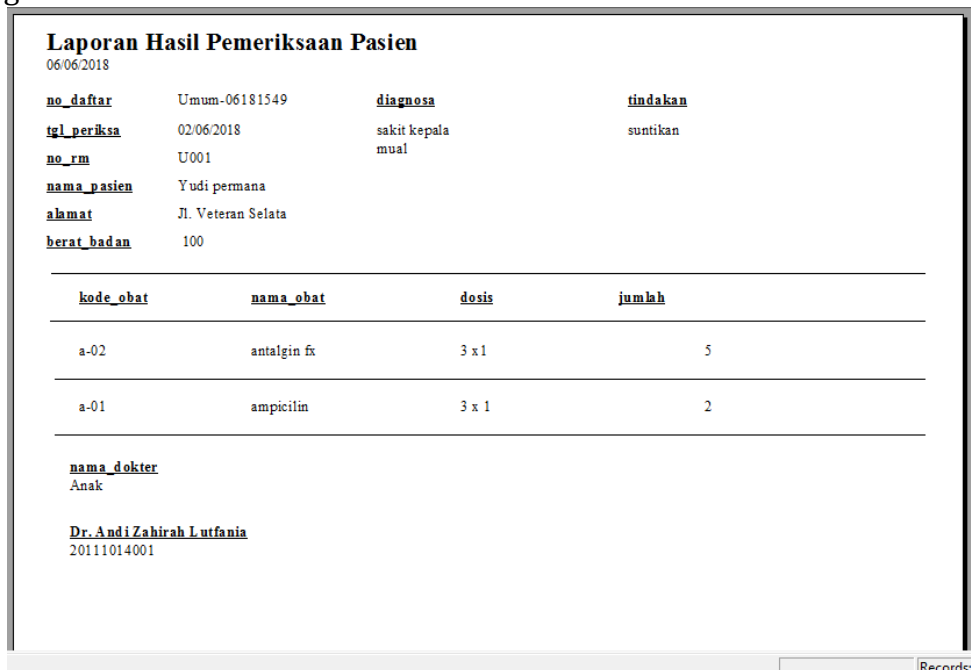 Laporan Hasil Pemeriksaan Pasien
06/06/2018
no_daftar Umum-06181549 diagnosa tindakan
tgl_periksa 02/06/2018 sakit kepala suntikan
mual
no_rm U001
nama_pasien Yudi permana
alamat Jl. Veteran Selata
berat_badan 100
kode_obat nama_obat dosis jumlah
a-02 antalgin fx 3 x1 5
a-01 ampicilin 3 x 1 2
nama_dokter
Anak
Dr. Andi Zahirah Lutfania
20111014001
Records: